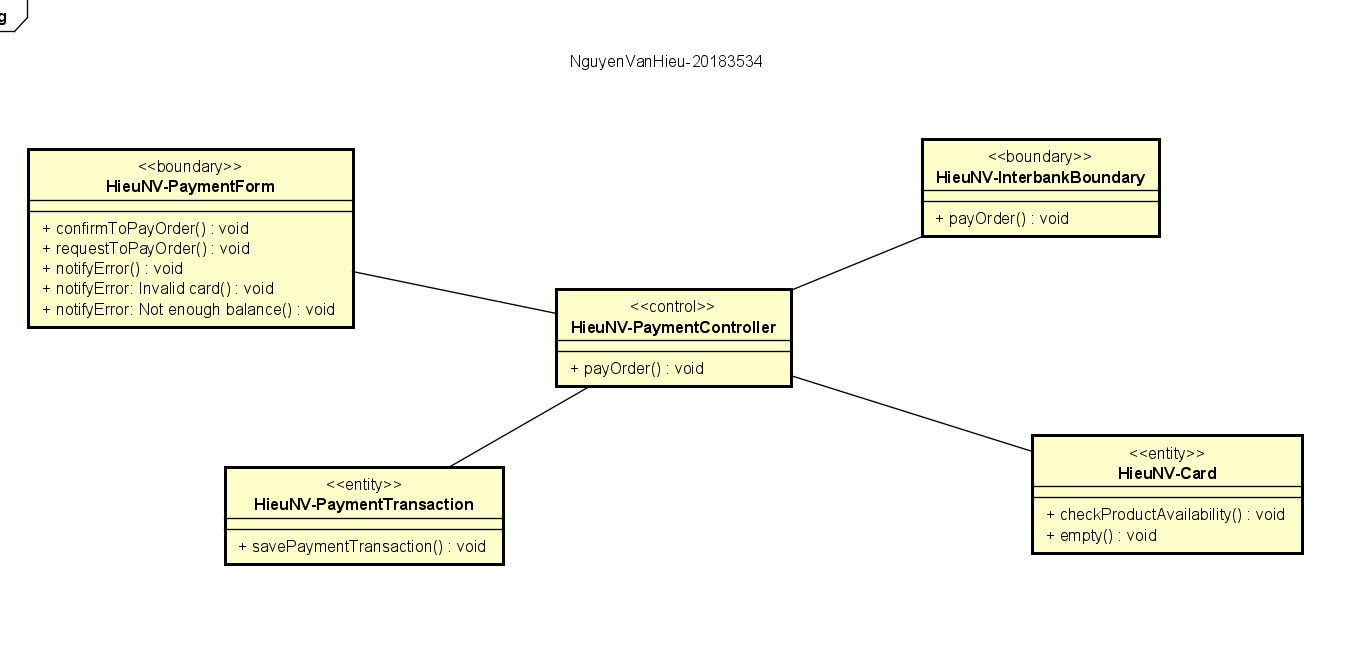 g
NguyenVanHieu-20183534
<<boundary>>
HieuNV-PaymentForm
+ confirmToPayOrder() : void
+ requestToPayOrder() : void
+ notifyError() : void
+ notifyError: Invalid card() : void
+ notifyError: Not enough balance() : void
<<boundary>>
HieuNV-InterbankBoundary
+ payOrder() : void
<<control>>
HieuNV-PaymentController
+ payOrder() : void
<<entity>>
HieuNV-PaymentTransaction
+ savePaymentTransaction() : void
<<entity>>
HieuNV-Card
+ checkProductAvailability() : void
+ empty() : void